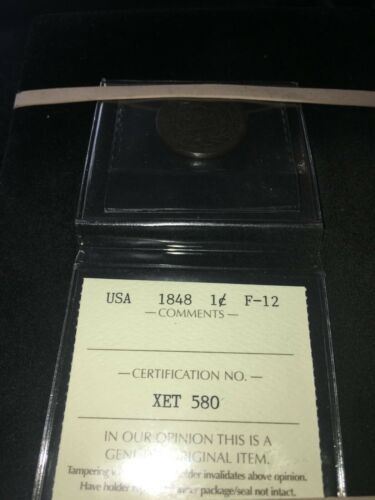 USA 1848 1¢ F-12
— COMMENTS —
— CERTIFICATION NO. —
XET 580
IN OUR OPINION THIS IS A
GENUINE ORIGINAL ITEM.
Tampering holder invalidates above opinion.
Have holder package/seal not intact.